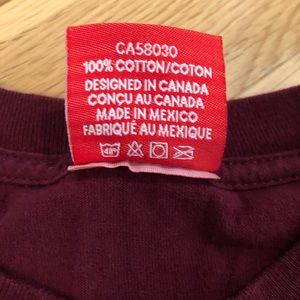 CA58030
100% COTTON/COTON
DESIGNED IN CANADA
CONÇU AU CANADA
MADE IN MEXICO
FABRIQUÉ AU MEXIQUE